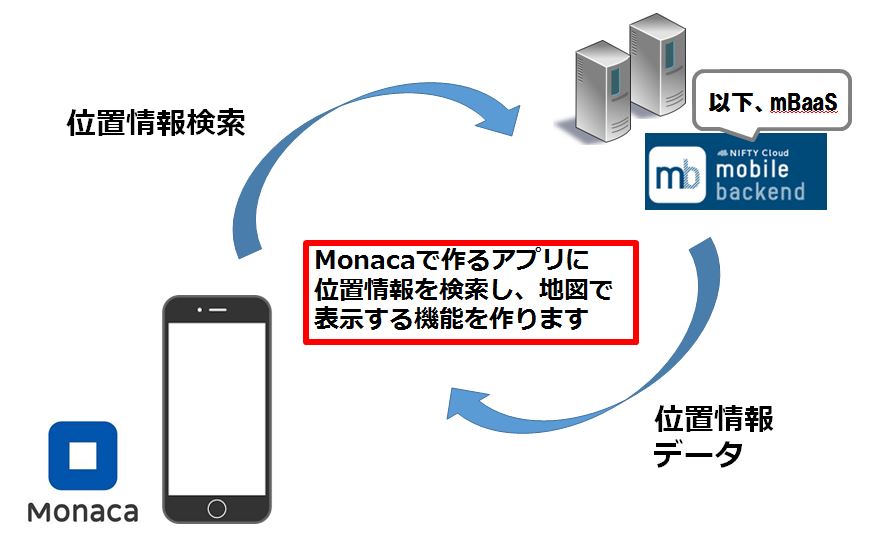 位置情報検索
以下、mBaaS
NIFTY Cloud
mb
mobile
backend
Monacaで作るアプリに
位置情報を検索し、地図で
表示する機能を作ります
位置情報
データ
Monaca